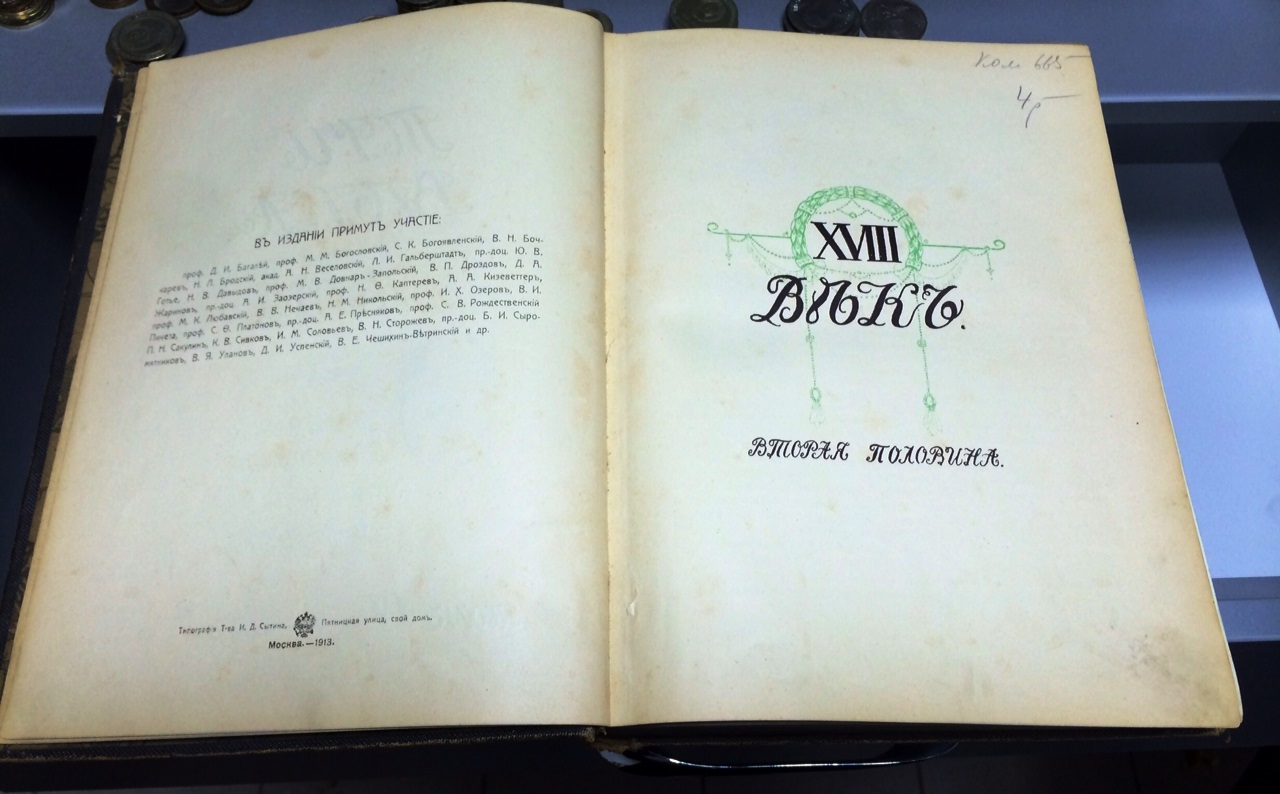 ВЪ ИЗДАНІИ ПРИМУТЪ УЧАСТІЕ:
проф. Д. И. Багалѣй, проф. М. М. Богословскій, С. К. Богоявленскій, В. Н. Боч-
каревъ, Н. Л. Бродскій, акад. А. Н. Веселовскій, Л. И. Гальберштадтъ, пр.-доц. Ю. В.
Готье, Н. В. Давыдовъ, проф. М. В. Довнаръ-Запольскій, В. П. Дроздовъ, Д. А.
Жариновъ, пр.-доц. А. И. Заозерскій, проф. Н. Ѳ. Каптеревъ, А. А. Кизеветтеръ,
проф. М. К. Любавскій, В. В. Нечаевъ, Н. М. Никольскій, проф. И. Х. Озеровъ, В. И.
Пичета, проф. С. Ѳ. Платоновъ, пр.-доц. А. Е. Прѣсняковъ, проф. С. В. Рождественскій
П. Н. Сакулинъ, К. В. Сивковъ, И. М. Соловьевъ, В. Н. Сторожевъ, пр.-доц. Б. И. Сыро-
мятниковъ, В. Я. Улановъ, Д. И. Успенскій, В. Е. Чешихинъ-Вѣтринскій и др.
Типографія Т-ва И. Д. Сытина, Пятницкая улица, свой домъ.
Москва.—1913.
4р
XVIII
ВѢКЪ.
ВТОРАЯ ПОЛОВИНА.